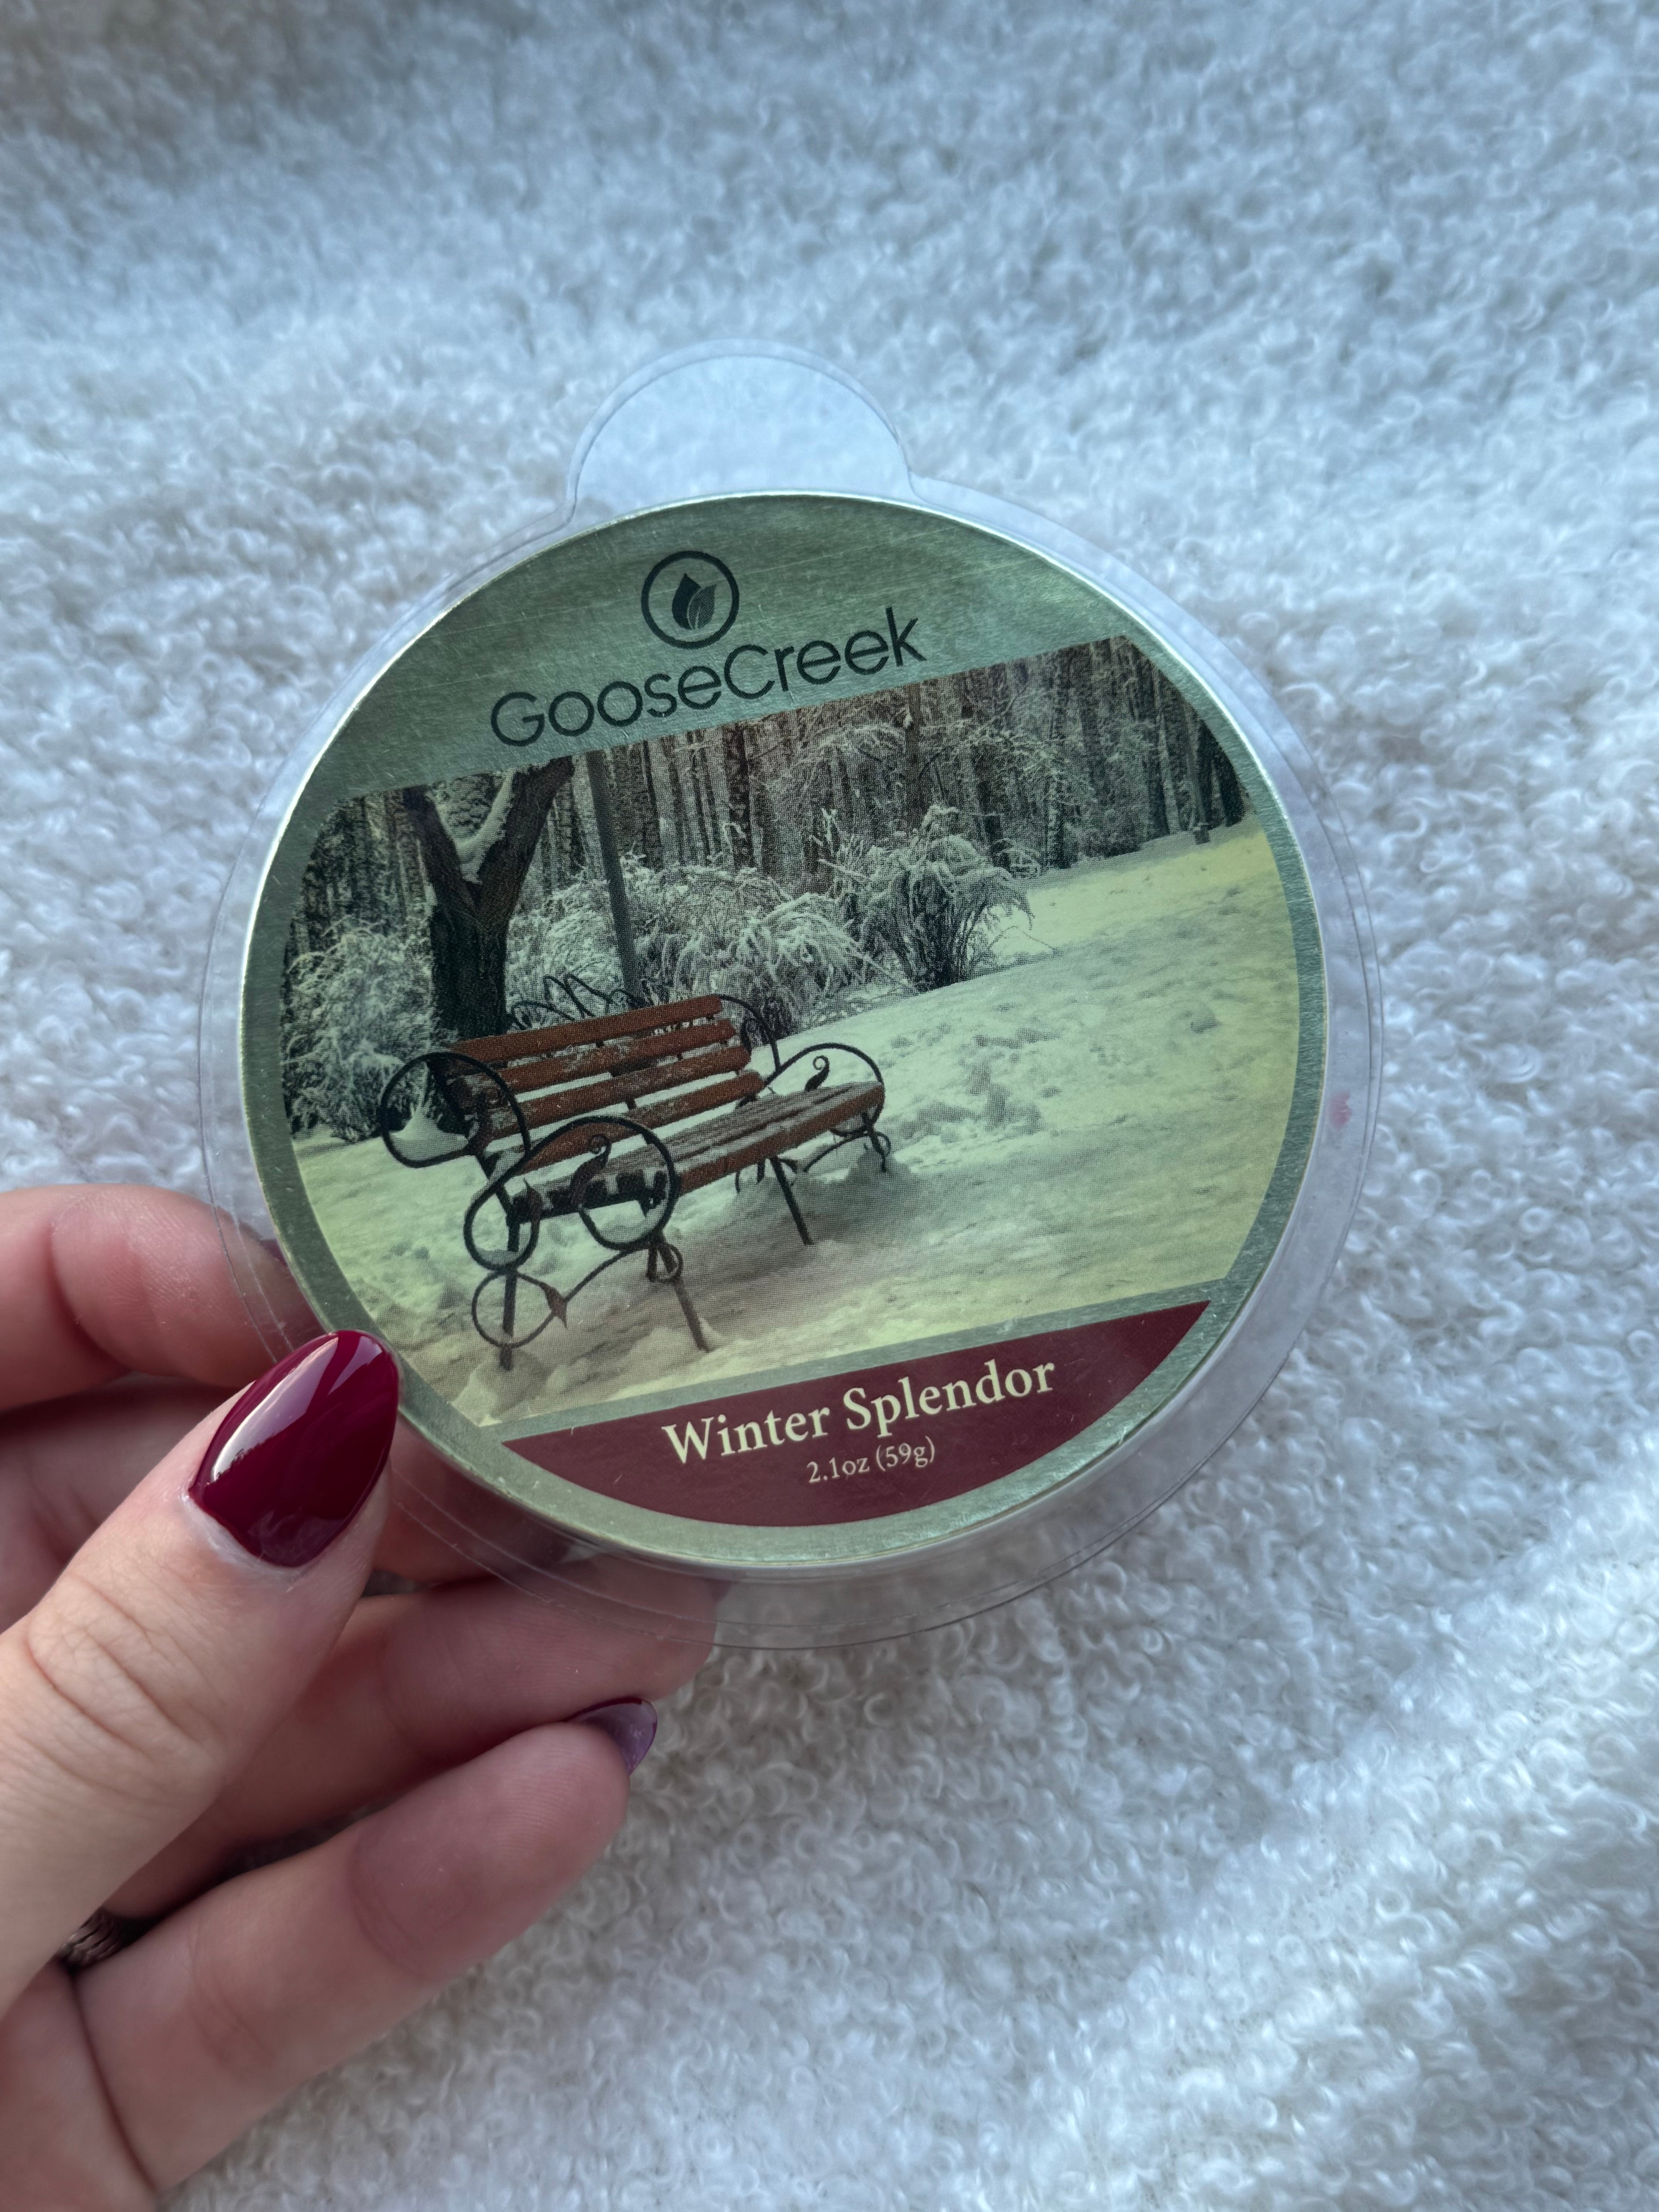 GooseCreek
Winter Splendor
2.1oz (59g)